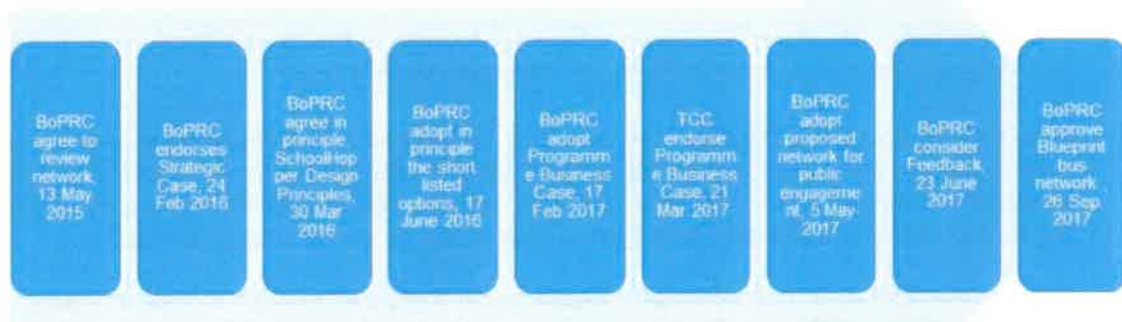 BoPRC
agree to
review
network,
13 May
2015
BoPRC
endorses
Strategic
Case, 24
Feb 2016
BoPRC
agree in
principle
SchoolHop
per Design
Principles,
30 Mar
2016
BoPRC
adopt in
principle
the short
listed
options, 17
June 2016
BoPRC
adopt
Programm
e Business
Case, 17
Feb 2017
TCC
endorse
Programm
e Business
Case, 21
Mar 2017
BoPRC
adopt
proposed
network for
public
engageme
nt, 5 May
2017
BoPRC
consider
Feedback,
23 June
2017
BoPRC
approve
Blueprint
bus
network,
26 Sep
2017